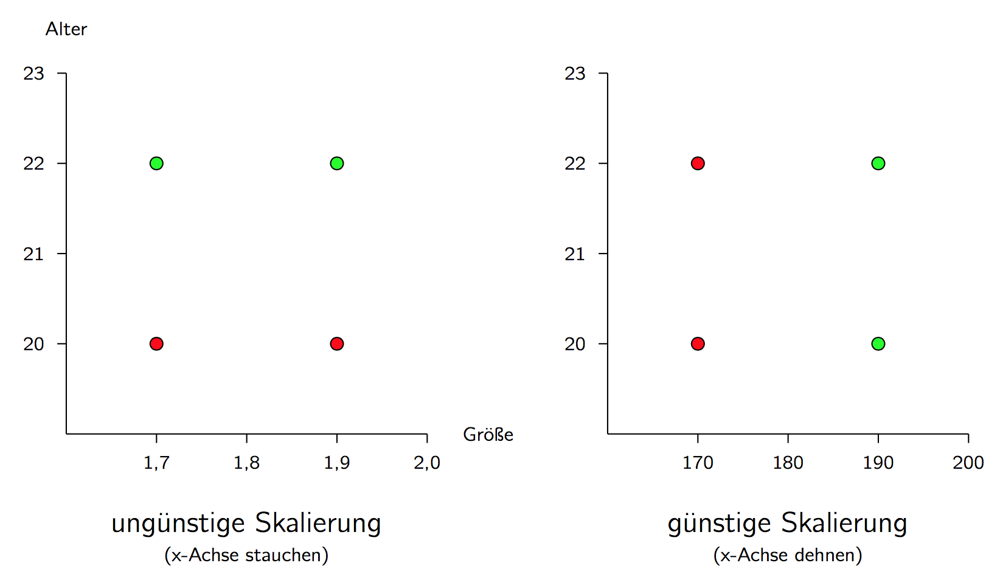 Alter
23
22
21
20
1,7 1,8 1,9 2,0
Größe
ungünstige Skalierung
(x-Achse stauchen)
23
22
21
20
170 180 190 200
günstige Skalierung
(x-Achse dehnen)